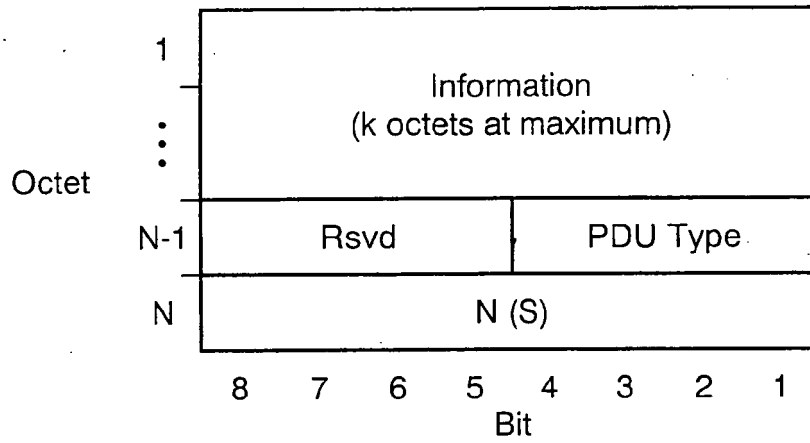 1
Information
(k octets at maximum)
Octet
N-1 Rsvd PDU Type
N N (S)
8 7 6 5 4 3 2 1
Bit